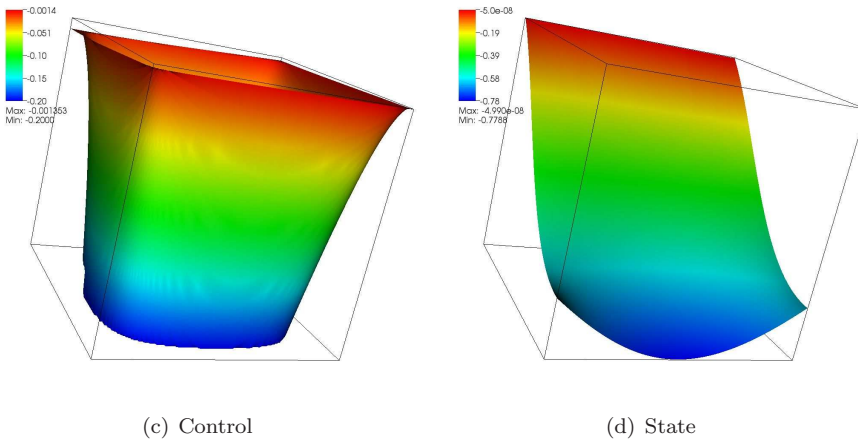 -0.0014
-0.051
-0.10
-0.15
-0.20
Max: -0.001353
Min: -0.2000
-5.0e-08
-0.19
-0.39
-0.58
-0.78
Max: -4.990e-08
Min: -0.7788
(c) Control
(d) State